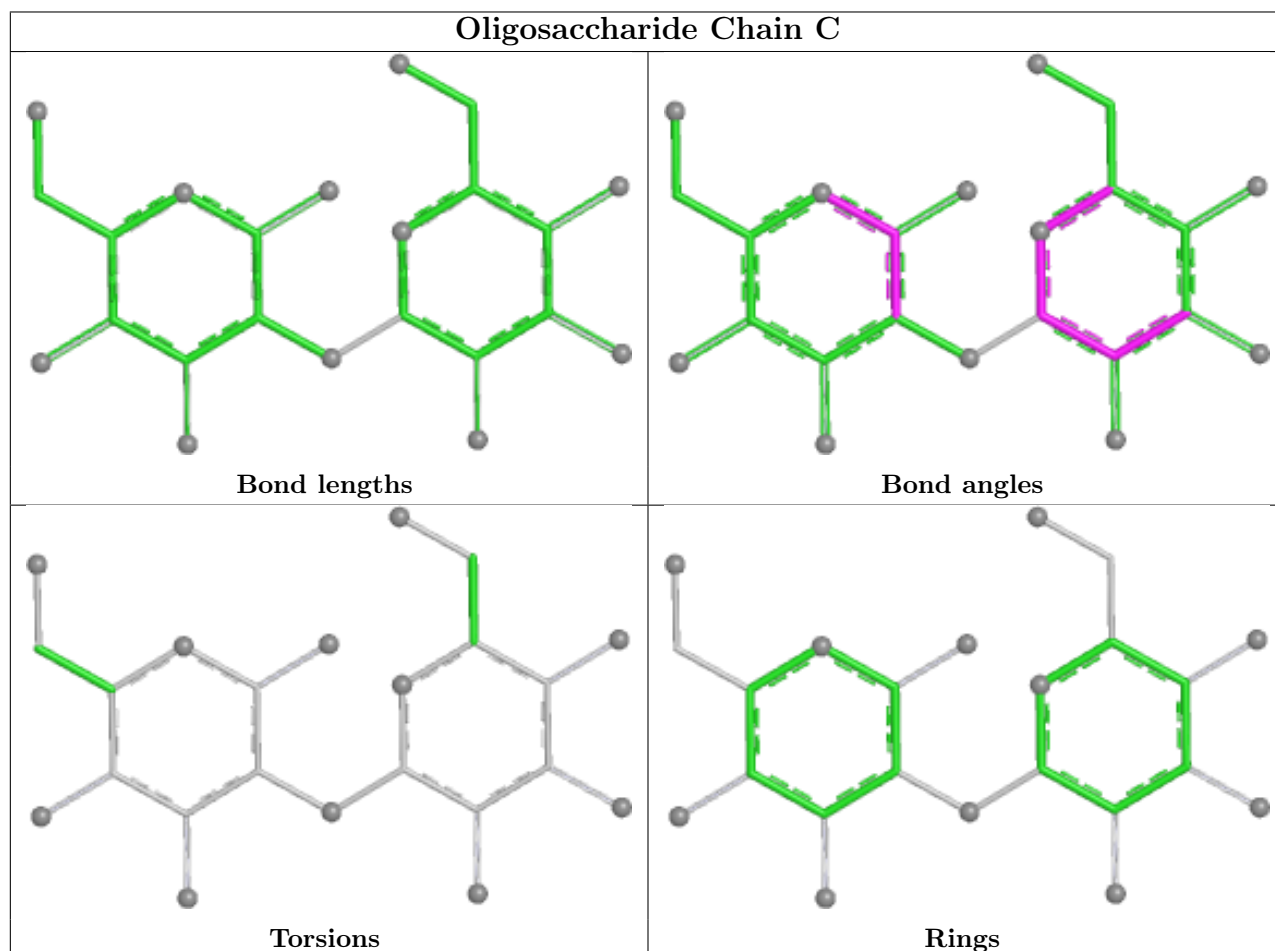 Oligosaccharide Chain C
Bond lengths
Bond angles
Torsions
Rings